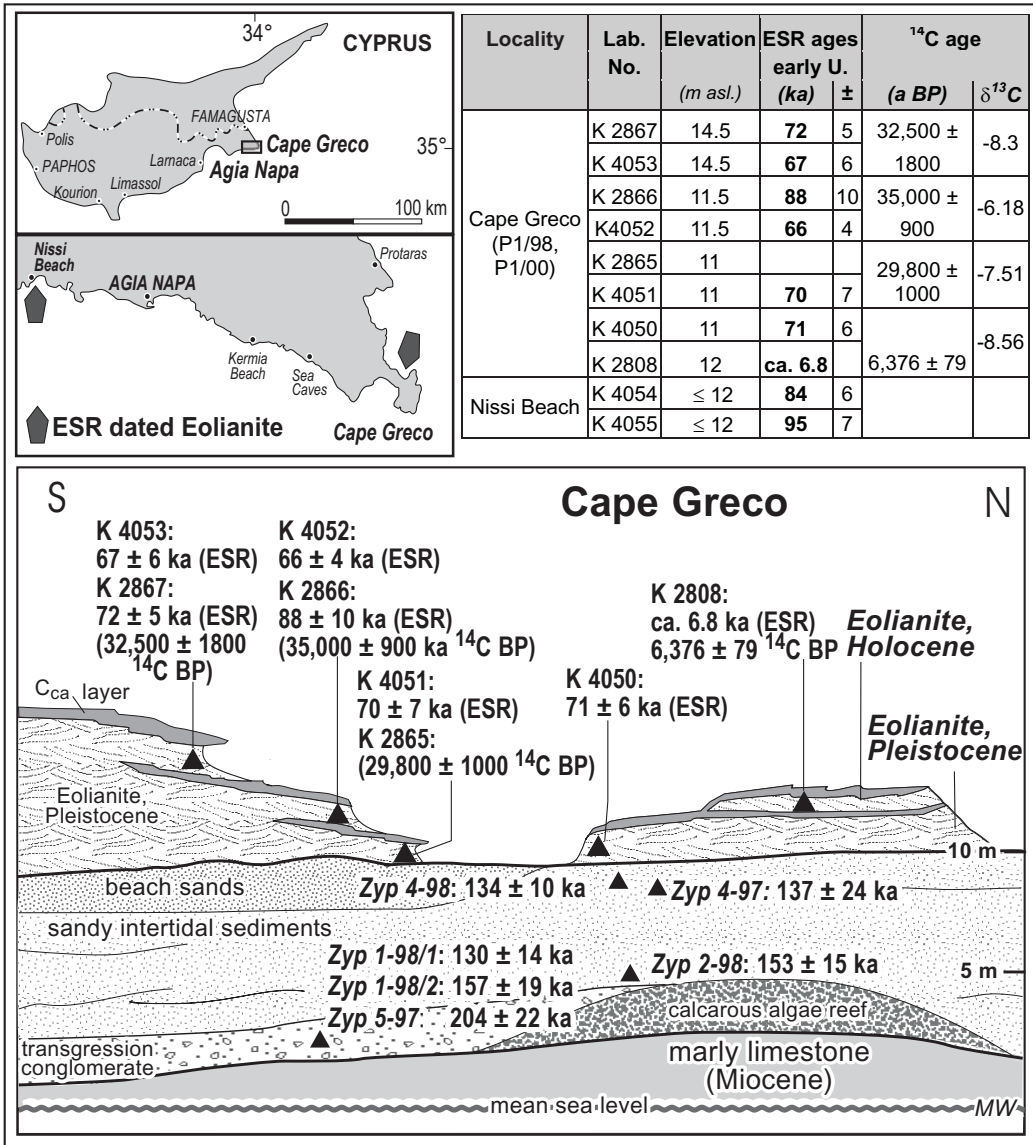 34°
CYPRUS
FAMAGUSTA
Polis
Cape Greco
35°
Larnaca
PAPHOS
Agia Napa
Limassol
Kourion
0 100 km
Nissi
Beach
Protaras
AGIA NAPA
Kermia
Beach
Sea
Caves
ESR dated Eolianite
Cape Greco
Locality Lab. Elevation ESR ages ¹⁴C age
No. early U.
(m asl.) (ka) ± (a BP) δ¹³C
K 2867 14.5 72 5 32,500 ± -8.3
K 4053 14.5 67 6 1800
K 2866 11.5 88 10 35,000 ± -6.18
Cape Greco K4052 11.5 66 4 900
(P1/98,
P1/00)
K 2865 11 29,800 ± -7.51
K 4051 11 70 7 1000
K 4050 11 71 6 -8.56
K 2808 12 ca. 6.8 6,376 ± 79
Nissi Beach K 4054 ≤ 12 84 6
K 4055 ≤ 12 95 7
S Cape Greco N
K 4053:
67 ± 6 ka (ESR)
K 2867:
72 ± 5 ka (ESR)
(32,500 ± 1800
¹⁴C BP)
K 4052:
66 ± 4 ka (ESR)
K 2866:
88 ± 10 ka (ESR)
(35,000 ± 900 ka ¹⁴C BP)
K 4051:
70 ± 7 ka (ESR)
K 2865:
(29,800 ± 1000 ¹⁴C BP)
K 4050:
71 ± 6 ka (ESR)
K 2808:
ca. 6.8 ka (ESR)
6,376 ± 79 ¹⁴C BP
Eolianite,
Holocene
Eolianite,
Pleistocene
Cca layer
Eolianite,
Pleistocene
10 m
beach sands
Zyp 4-98: 134 ± 10 ka
Zyp 4-97: 137 ± 24 ka
sandy intertidal sediments
Zyp 1-98/1: 130 ± 14 ka
Zyp 1-98/2: 157 ± 19 ka
Zyp 5-97: 204 ± 22 ka
Zyp 2-98: 153 ± 15 ka
5 m
calcarous algae reef
transgression
conglomerate
marly limestone
(Miocene)
mean sea level
MW